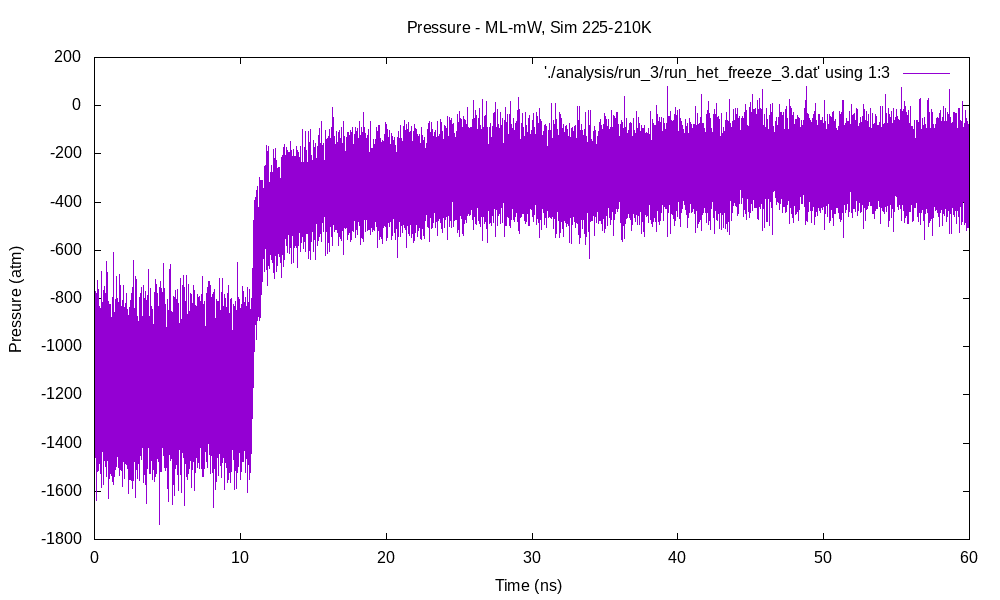 Pressure - ML-mW, Sim 225-210K
'./analysis/run_3/run_het_freeze_3.dat' using 1:3
200
0
-200
-400
-600
-800
-1000
-1200
-1400
-1600
-1800
Pressure (atm)
0 10 20 30 40 50 60
Time (ns)